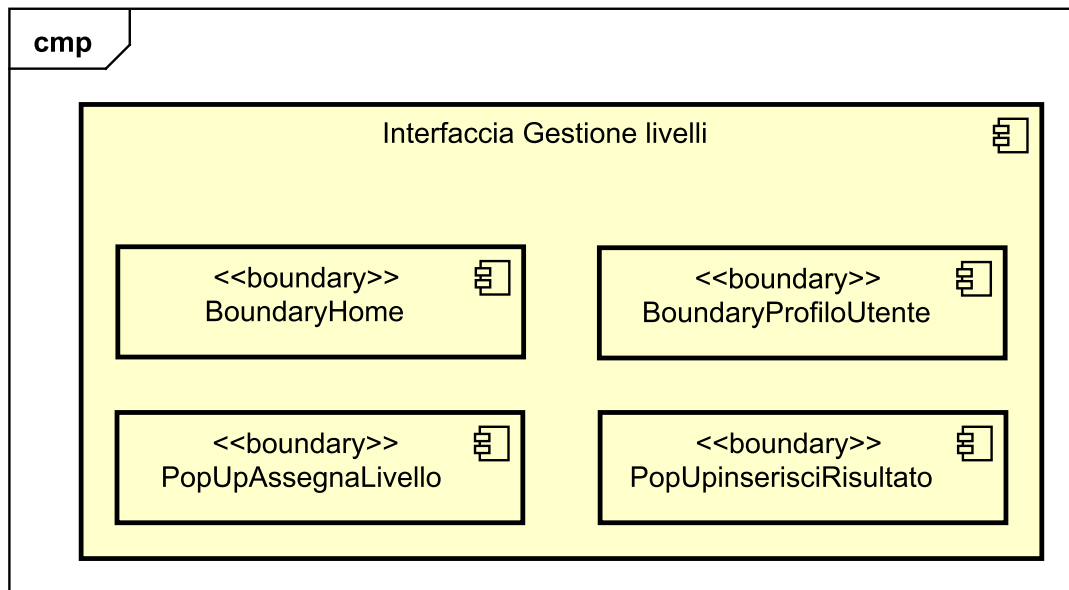 cmp
Interfaccia Gestione livelli
<<boundary>>
BoundaryHome
<<boundary>>
BoundaryProfiloUtente
<<boundary>>
PopUpAssegnaLivello
<<boundary>>
PopUpinserisciRisultato